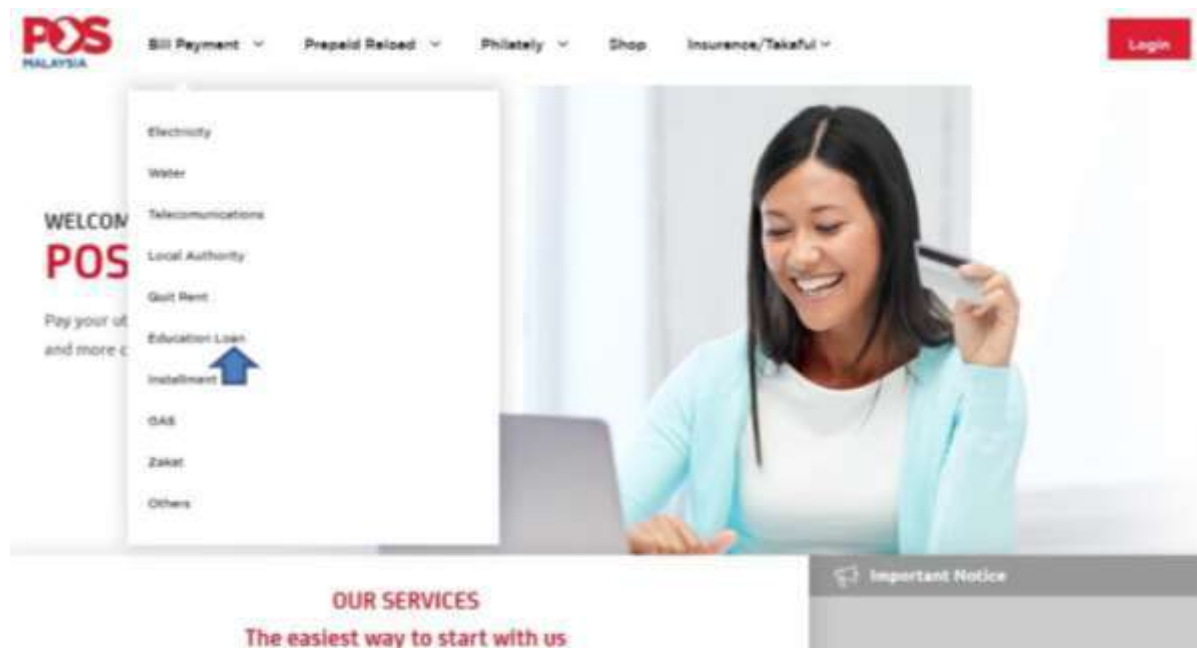 POS
MALAYSIA
Bill Payment
Prepaid Reload
Philately
Shop
Insurance/Takaful
Login
Electricity
Water
Telecomunications
Local Authority
Quit Rent
Education Loan
Installment
GAS
Zakat
Others
WELCOM
POS
Pay your ut
and more c
Important Notice
OUR SERVICES
The easiest way to start with us